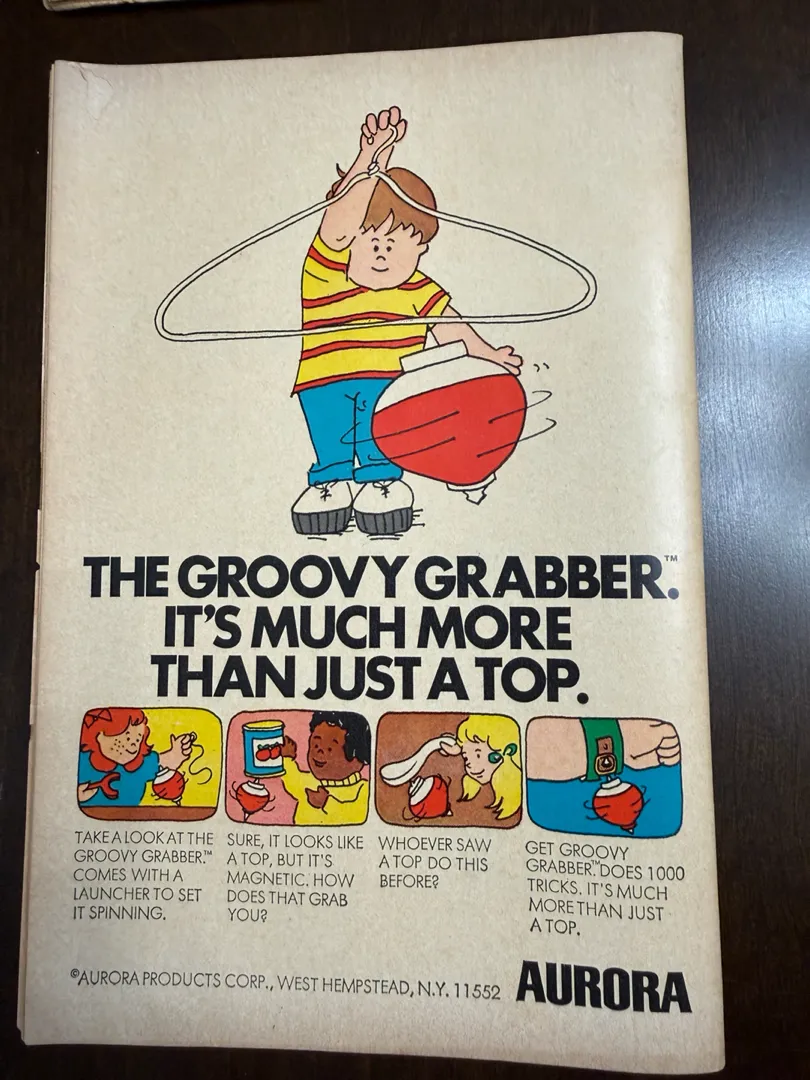 THE GROOVY GRABBER.™
IT'S MUCH MORE
THAN JUST A TOP.
TAKE A LOOK AT THE
GROOVY GRABBER.™
COMES WITH A
LAUNCHER TO SET
IT SPINNING.
SURE, IT LOOKS LIKE
A TOP, BUT IT'S
MAGNETIC. HOW
DOES THAT GRAB
YOU?
WHOEVER SAW
A TOP DO THIS
BEFORE?
GET GROOVY
GRABBER.™ DOES 1000
TRICKS. IT'S MUCH
MORE THAN JUST
A TOP.
©AURORA PRODUCTS CORP., WEST HEMPSTEAD, N.Y. 11552
AURORA